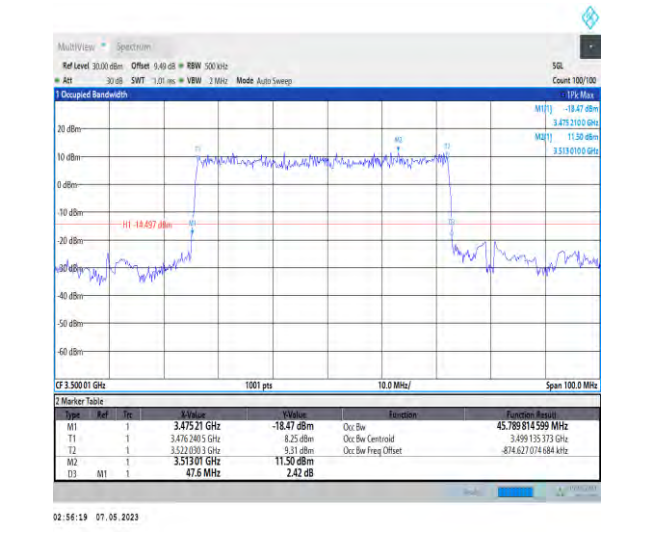 MultiView Spectrum
Ref Level 30.00 dBm Offset 9.49 dB RBW 500 kHz SGL
Att 30 dB SWT 1.01 ms VBW 2 MHz Mode Auto Sweep Count 100/100
1 Occupied Bandwidth 1Pk Max
M1[1] -18.47 dBm
3.475 210 0 GHz
M2[1] 11.50 dBm
3.513 010 0 GHz
20 dBm
M2
T1 T2
10 dBm
0 dBm
-10 dBm
H1 -14.497 dBm M1 D3
-20 dBm
-30 dBm
-40 dBm
-50 dBm
-60 dBm
CF 3.500 01 GHz 1001 pts 10.0 MHz/ Span 100.0 MHz
2 Marker Table
Type Ref Trc X-Value Y-Value Function Function Result
M1 1 3.475 21 GHz -18.47 dBm Occ Bw 45.789 814 599 MHz
T1 1 3.476 240 5 GHz 8.25 dBm Occ Bw Centroid 3.499 135 373 GHz
T2 1 3.522 030 3 GHz 9.31 dBm Occ Bw Freq Offset -874.627 074 684 kHz
M2 1 3.513 01 GHz 11.50 dBm
D3 M1 1 47.6 MHz 2.42 dB
02:56:19 07.05.2023